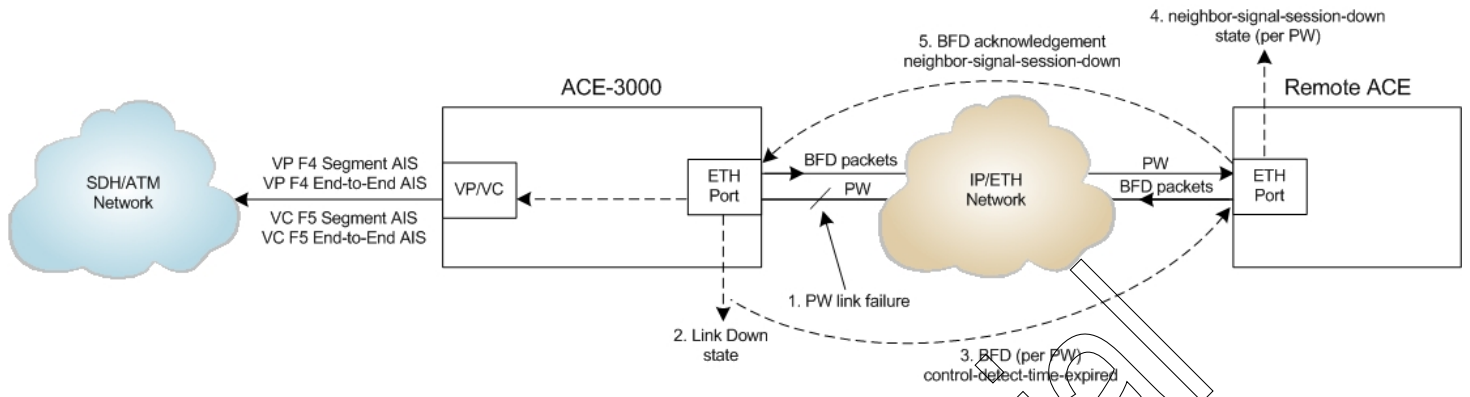 4. neighbor-signal-session-down
state (per PW)
5. BFD acknowledgement
neighbor-signal-session-down
ACE-3000
Remote ACE
SDH/ATM
Network
VP F4 Segment AIS
VP F4 End-to-End AIS
VC F5 Segment AIS
VC F5 End-to-End AIS
VP/VC
ETH
Port
BFD packets
PW
IP/ETH
Network
PW
BFD packets
ETH
Port
1. PW link failure
2. Link Down
state
3. BFD (per PW)
control-detect-time-expired